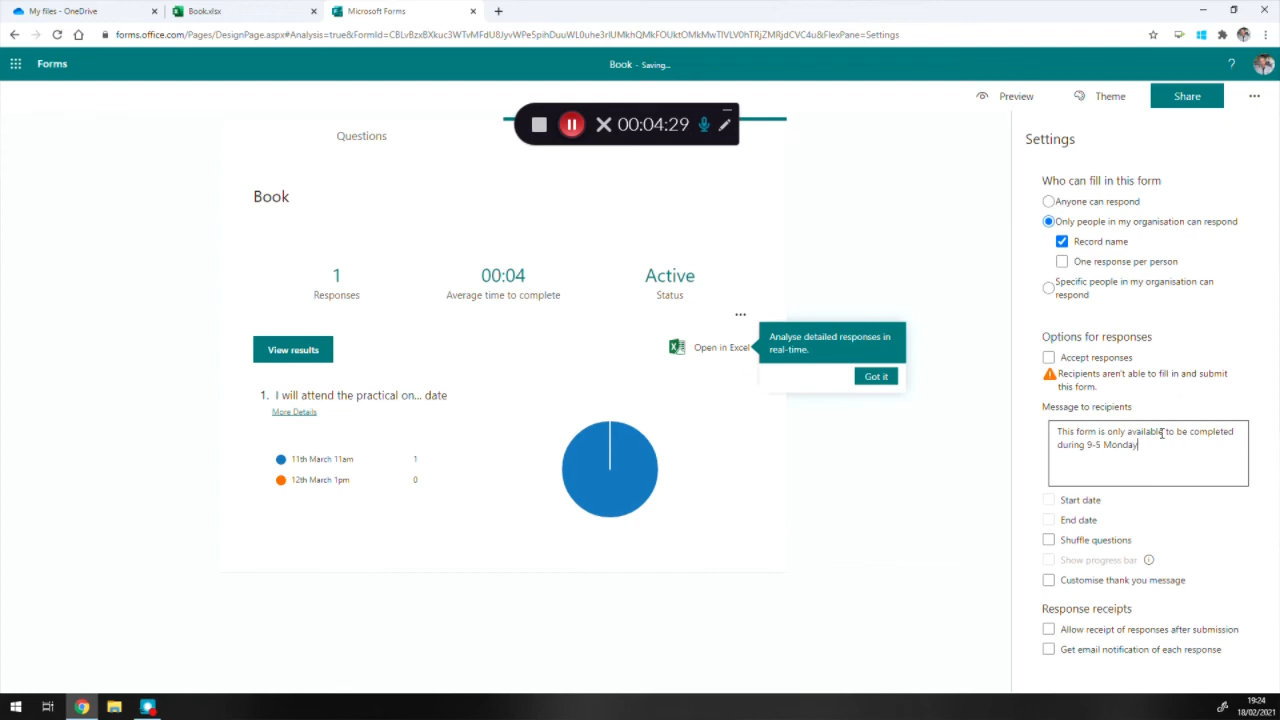 My files - OneDrive
Book.xlsx
Microsoft Forms
forms.office.com/Pages/DesignPage.aspx#Analysis=true&FormId=CBLvBzxBXkuc3WTvMFdU8JyvWPe5pihDuuWL0uhe3rlUMkhQMkFOUktOMkMwTlVLV0hTRjZMRjdCVC4u&FlexPane=Settings
Forms
Book - Saving...
?
Preview
Theme
Share
00:04:29
Questions
Settings
Who can fill in this form
Anyone can respond
Only people in my organisation can respond
Record name
One response per person
Specific people in my organisation can
respond
Book
1
Responses
00:04
Average time to complete
Active
Status
View results
Open in Excel
Analyse detailed responses in
real-time.
Got it
1. I will attend the practical on... date
More Details
11th March 11am 1
12th March 1pm 0
Options for responses
Accept responses
Recipients aren't able to fill in and submit
this form.
Message to recipients
This form is only available to be completed
during 9-5 Monday
Start date
End date
Shuffle questions
Show progress bar
Customise thank you message
Response receipts
Allow receipt of responses after submission
Get email notification of each response
19:24
18/02/2021